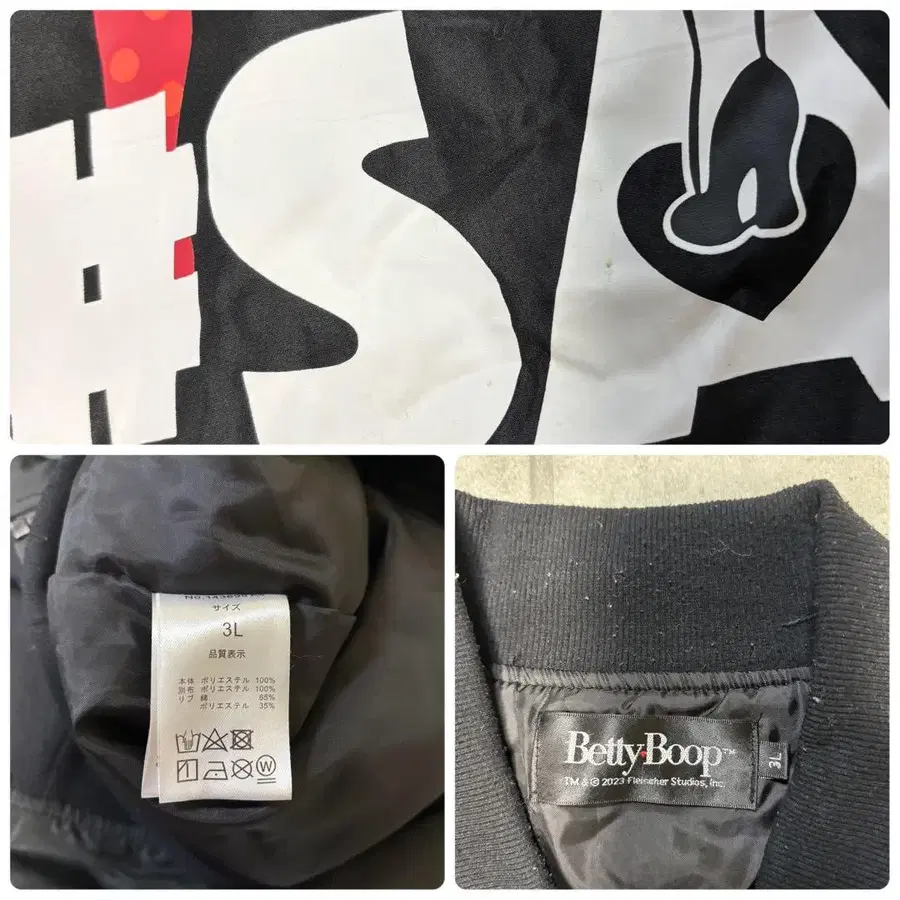 #SA
サイズ
3L
品質表示
本体 ポリエステル 100%
別布 ポリエステル 100%
リブ 綿 65%
ポリエステル 35%
W
Betty Boop™
3L
TM & © 2023 Fleischer Studios, Inc.